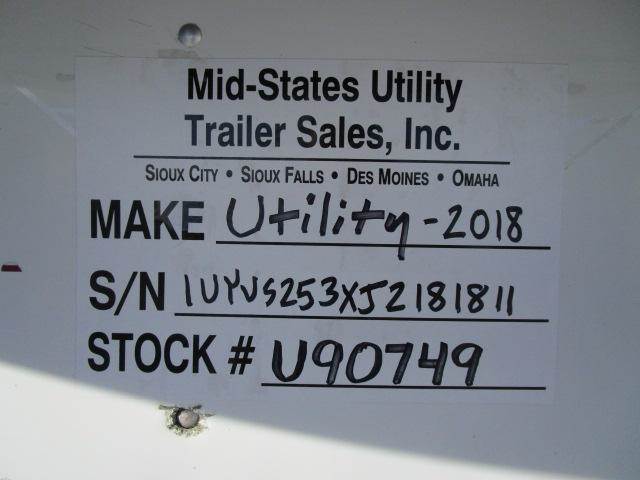 Mid-States Utility
Trailer Sales, Inc.
SIOUX CITY • SIOUX FALLS • DES MOINES • OMAHA
MAKE Utility-2018
S/N 1UYVS253XJ2181811
STOCK # U90749